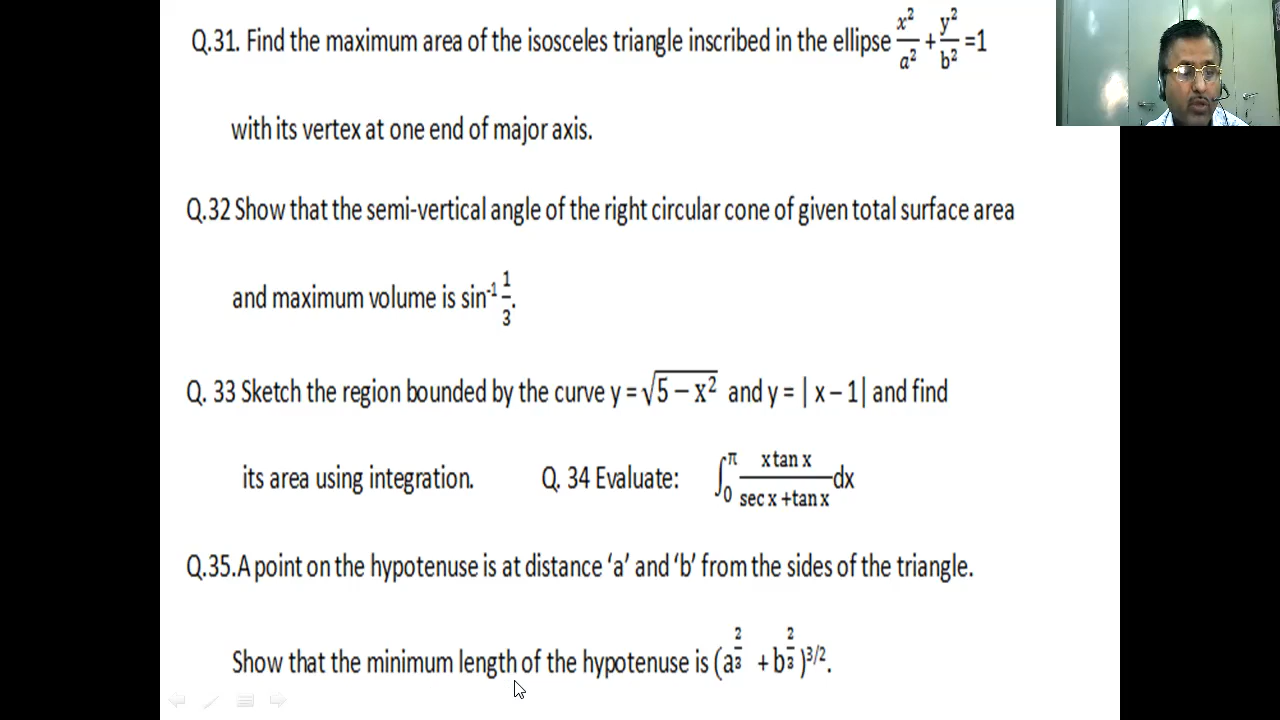 Q.31. Find the maximum area of the isosceles triangle inscribed in the ellipse x²/a² + y²/b² =1
with its vertex at one end of major axis.
Q.32 Show that the semi-vertical angle of the right circular cone of given total surface area
and maximum volume is sin⁻¹ 1/3.
Q. 33 Sketch the region bounded by the curve y = √(5 – x²) and y = | x – 1| and find
its area using integration. Q. 34 Evaluate: ∫₀^π (x tan x)/(sec x + tan x) dx
Q.35.A point on the hypotenuse is at distance ‘a’ and ‘b’ from the sides of the triangle.
Show that the minimum length of the hypotenuse is (a^(2/3) + b^(2/3))^(3/2).